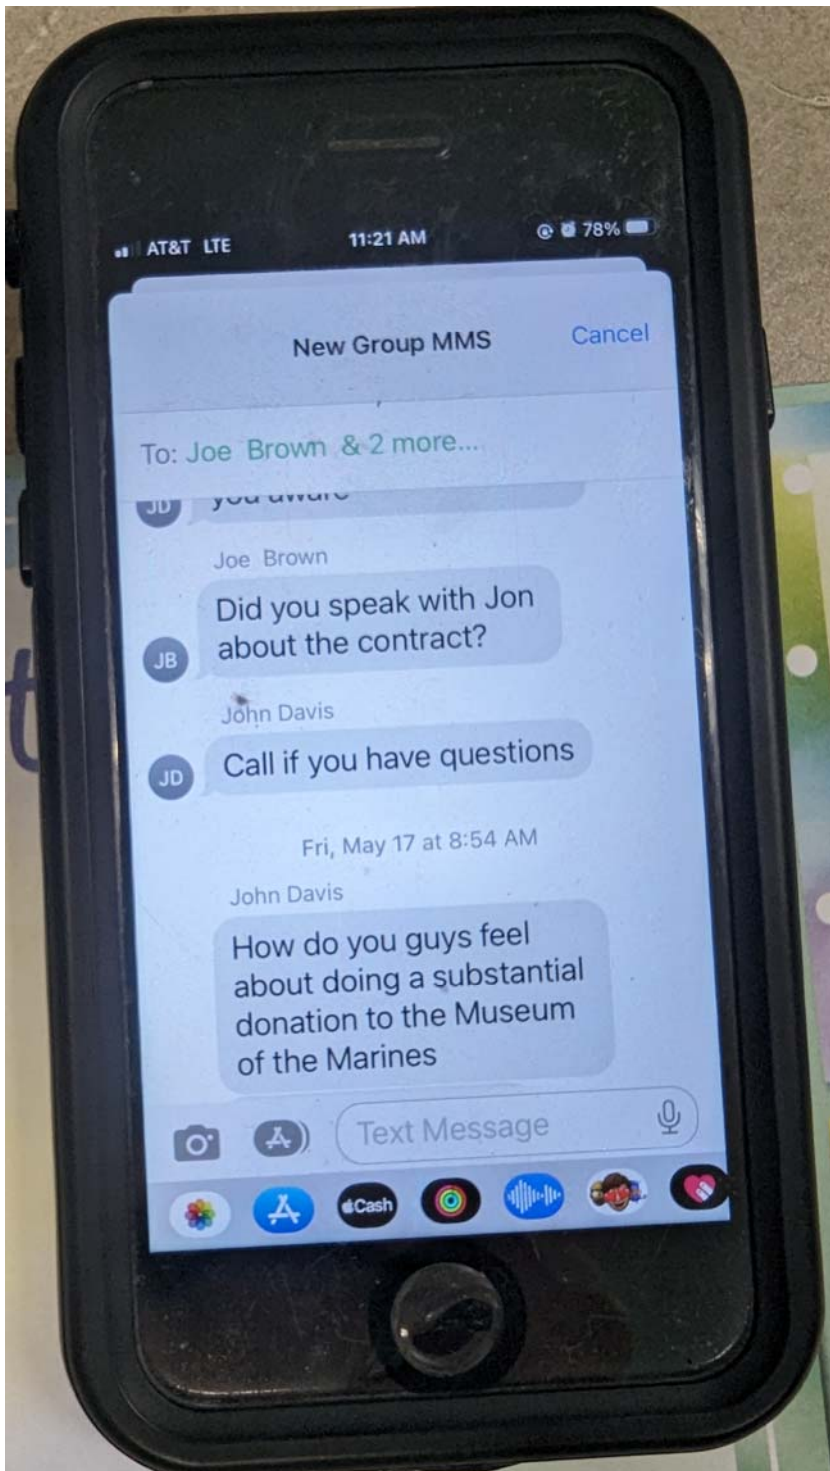 AT&T LTE
11:21 AM
78%
New Group MMS
Cancel
To: Joe Brown & 2 more...
JD
you aware
Joe Brown
Did you speak with Jon
about the contract?
JB
John Davis
Call if you have questions
JD
Fri, May 17 at 8:54 AM
John Davis
How do you guys feel
about doing a substantial
donation to the Museum
of the Marines
Text Message
Cash